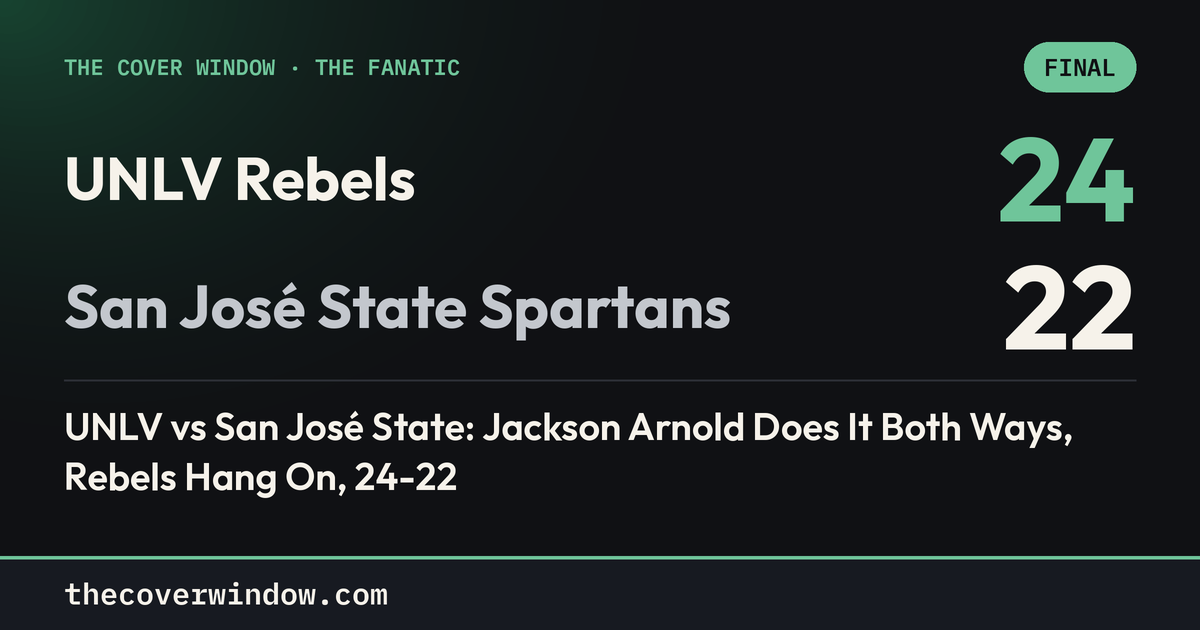 THE COVER WINDOW · THE FANATIC
FINAL
UNLV Rebels
24
San José State Spartans
22
UNLV vs San José State: Jackson Arnold Does It Both Ways,
Rebels Hang On, 24-22
thecoverwindow.com